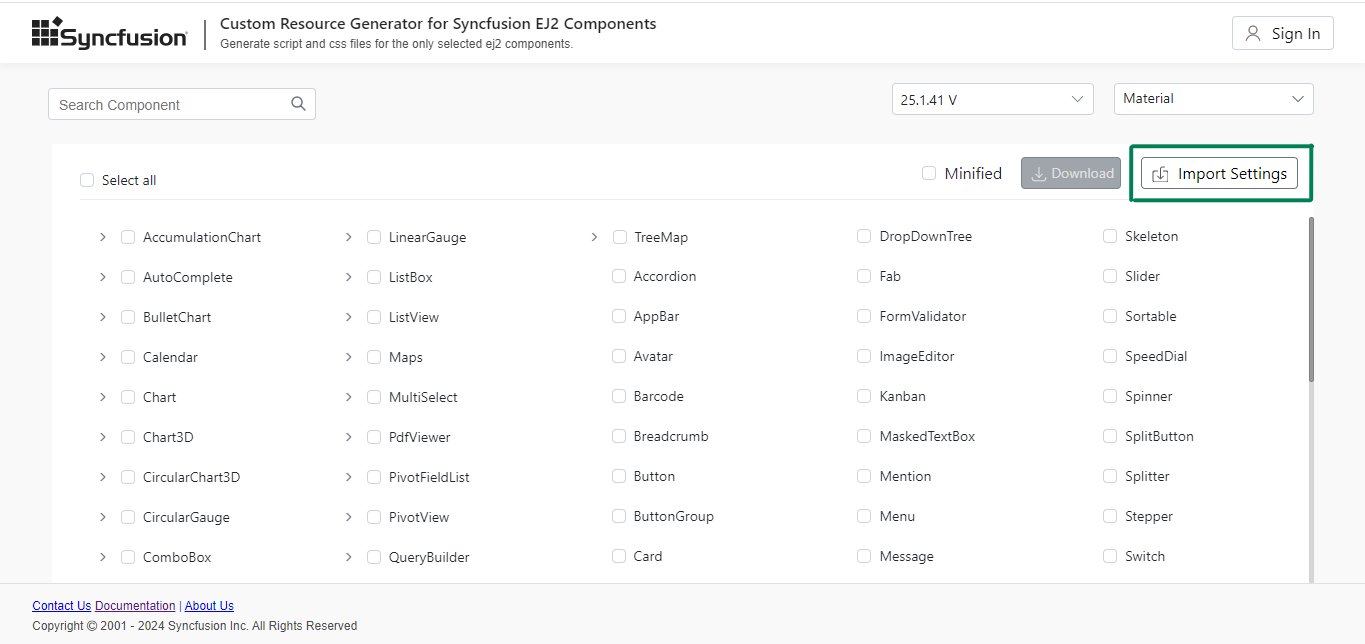 Syncfusion
Custom Resource Generator for Syncfusion EJ2 Components
Generate script and css files for the only selected ej2 components.
Sign In
Search Component
25.1.41 V
Material
Select all
Minified
Download
Import Settings
AccumulationChart
LinearGauge
TreeMap
DropDownTree
Skeleton
AutoComplete
ListBox
Accordion
Fab
Slider
BulletChart
ListView
AppBar
FormValidator
Sortable
Calendar
Maps
Avatar
ImageEditor
SpeedDial
Chart
MultiSelect
Barcode
Kanban
Spinner
Chart3D
PdfViewer
Breadcrumb
MaskedTextBox
SplitButton
CircularChart3D
PivotFieldList
Button
Mention
Splitter
CircularGauge
PivotView
ButtonGroup
Menu
Stepper
ComboBox
QueryBuilder
Card
Message
Switch
Contact Us Documentation | About Us
Copyright © 2001 - 2024 Syncfusion Inc. All Rights Reserved